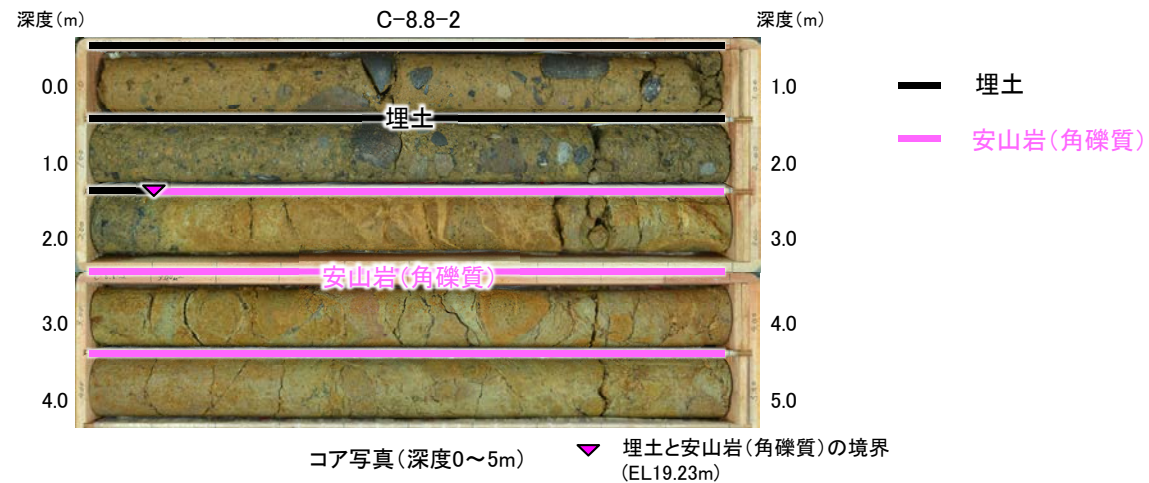 深度(m)
C-8.8-2
深度(m)
0.0
1.0
埋土
埋土
安山岩(角礫質)
1.0
2.0
2.0
3.0
安山岩(角礫質)
3.0
4.0
4.0
5.0
コア写真(深度0~5m)
埋土と安山岩(角礫質)の境界
(EL19.23m)